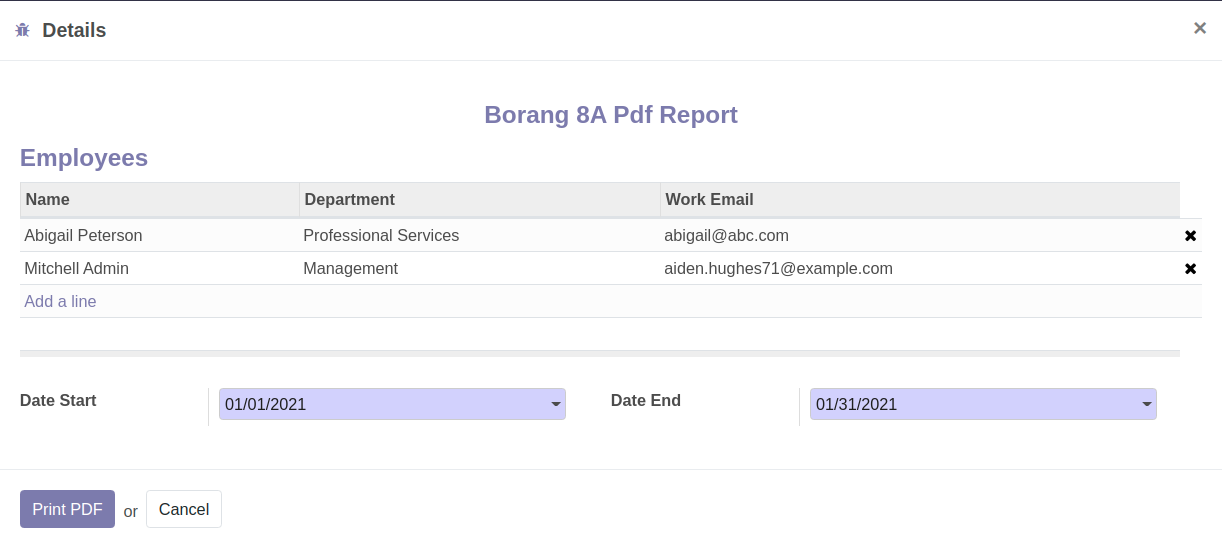 Details
Borang 8A Pdf Report
Employees
Name Department Work Email
Abigail Peterson Professional Services abigail@abc.com
Mitchell Admin Management aiden.hughes71@example.com
Add a line
Date Start 01/01/2021 Date End 01/31/2021
Print PDF or Cancel